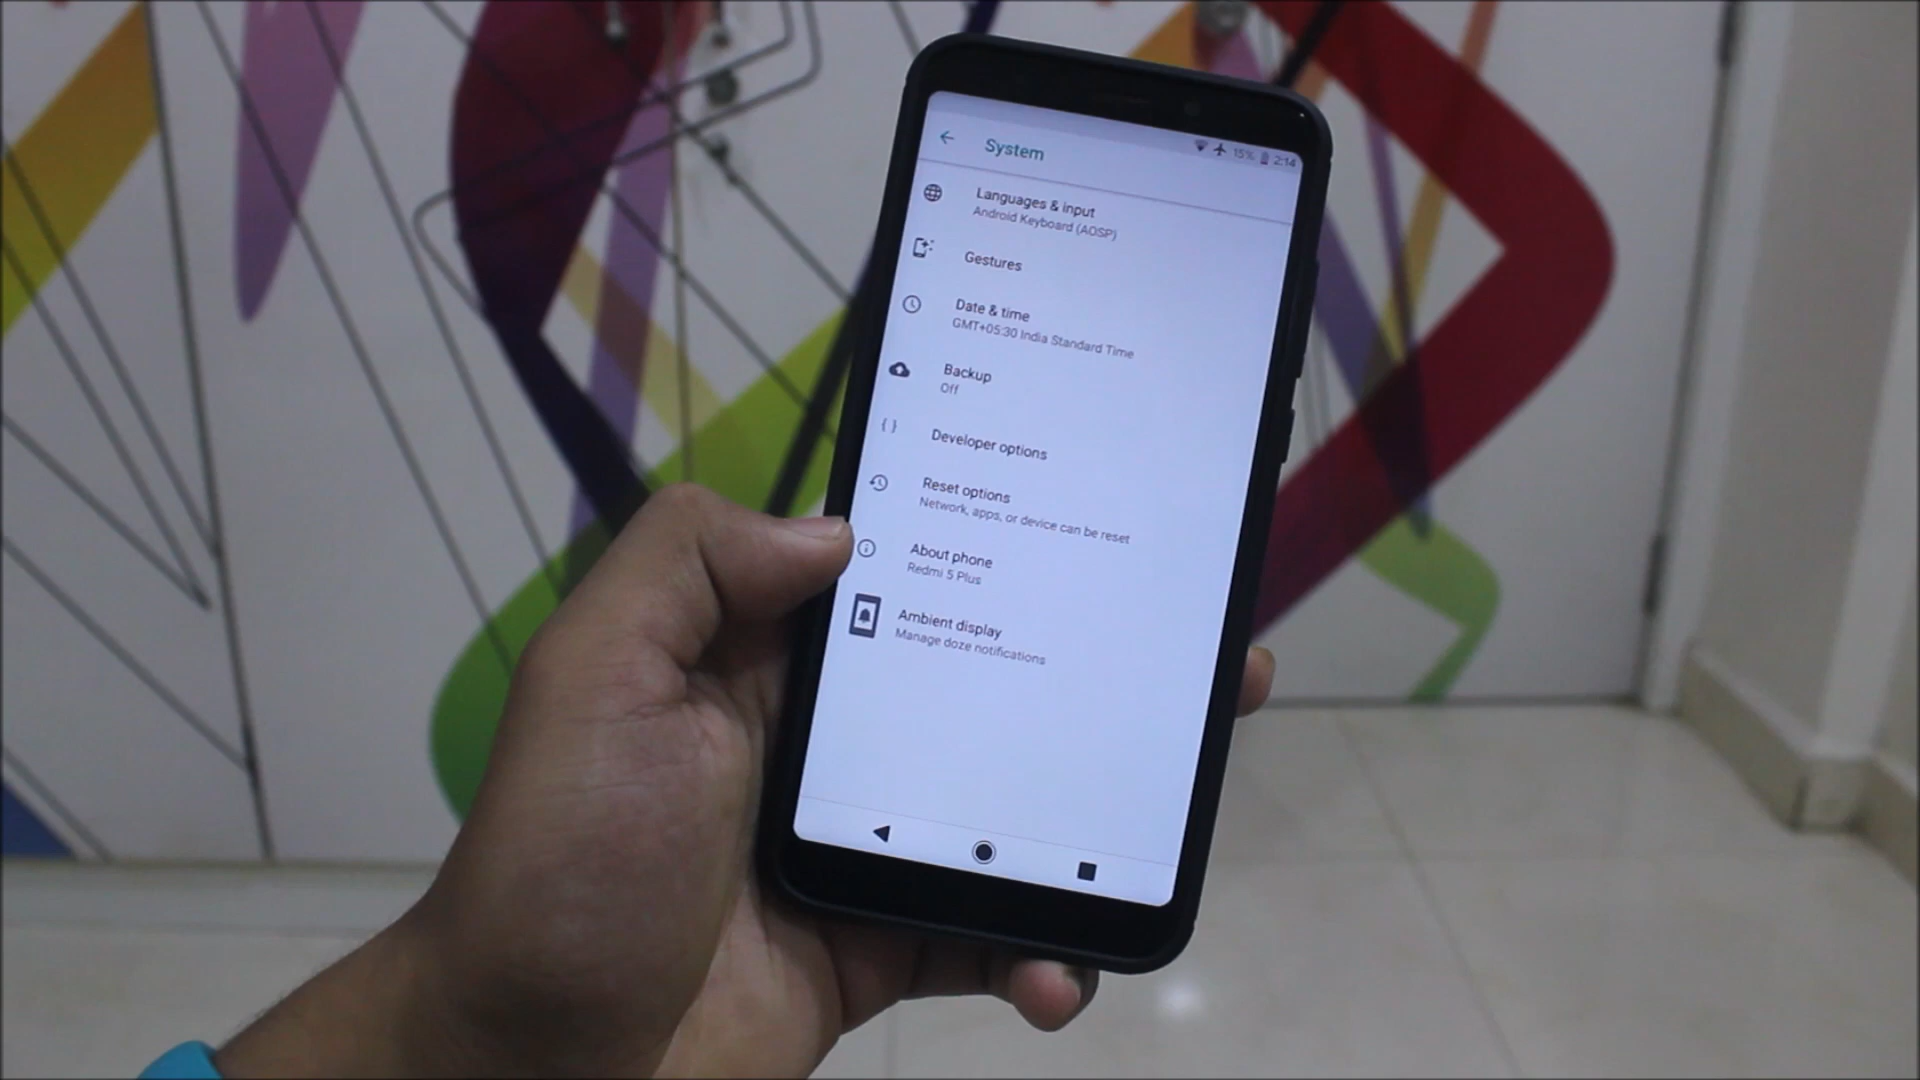 15% 2:14
System
Languages & input
Android Keyboard (AOSP)
Gestures
Date & time
GMT+05:30 India Standard Time
Backup
Off
{ }
Developer options
Reset options
Network, apps, or device can be reset
About phone
Redmi 5 Plus
Ambient display
Manage doze notifications